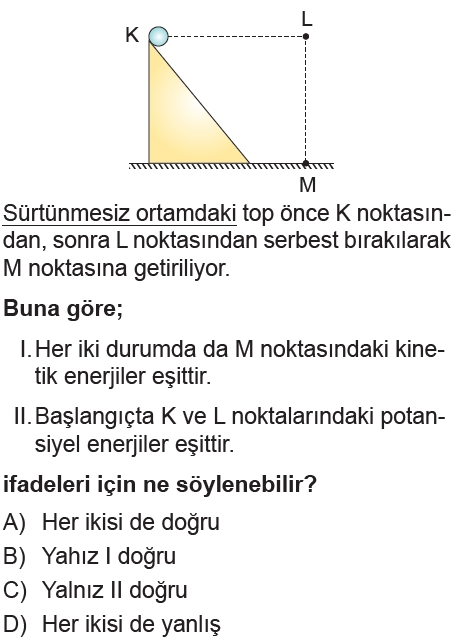 L
K
M
Sürtünmesiz ortamdaki top önce K noktasın-
dan, sonra L noktasından serbest bırakılarak
M noktasına getiriliyor.
Buna göre;
I. Her iki durumda da M noktasındaki kine-
tik enerjiler eşittir.
II. Başlangıçta K ve L noktalarındaki potan-
siyel enerjiler eşittir.
ifadeleri için ne söylenebilir?
A) Her ikisi de doğru
B) Yahız I doğru
C) Yalnız II doğru
D) Her ikisi de yanlış